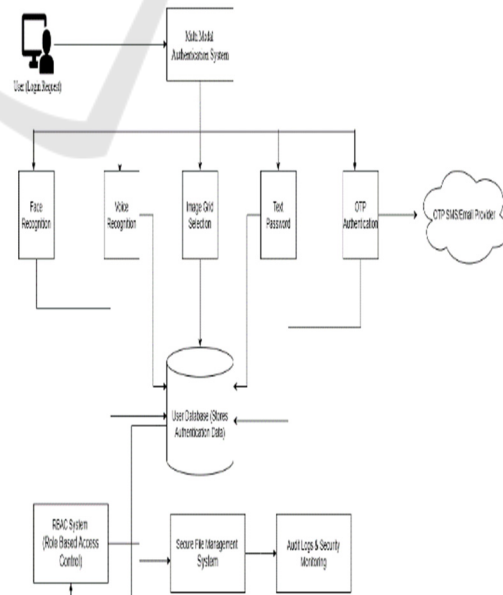 Multi Modal
Authentication System
User (Login Request)
Face
Recognition
Voice
Recognition
Image Grid
Selection
Text
Password
OTP
Authentication
OTP SMS/Email Provider
User Database (Stores
Authentication Data)
RBAC System
(Role Based Access
Control)
Secure File Management
System
Audit Logs & Security
Monitoring